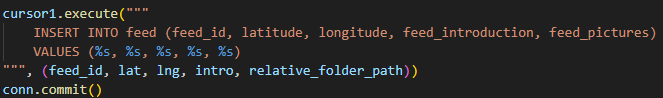 cursor1.execute("""
    INSERT INTO feed (feed_id, latitude, longitude, feed_introduction, feed_pictures)
    VALUES (%s, %s, %s, %s, %s)
""", (feed_id, lat, lng, intro, relative_folder_path))
conn.commit()